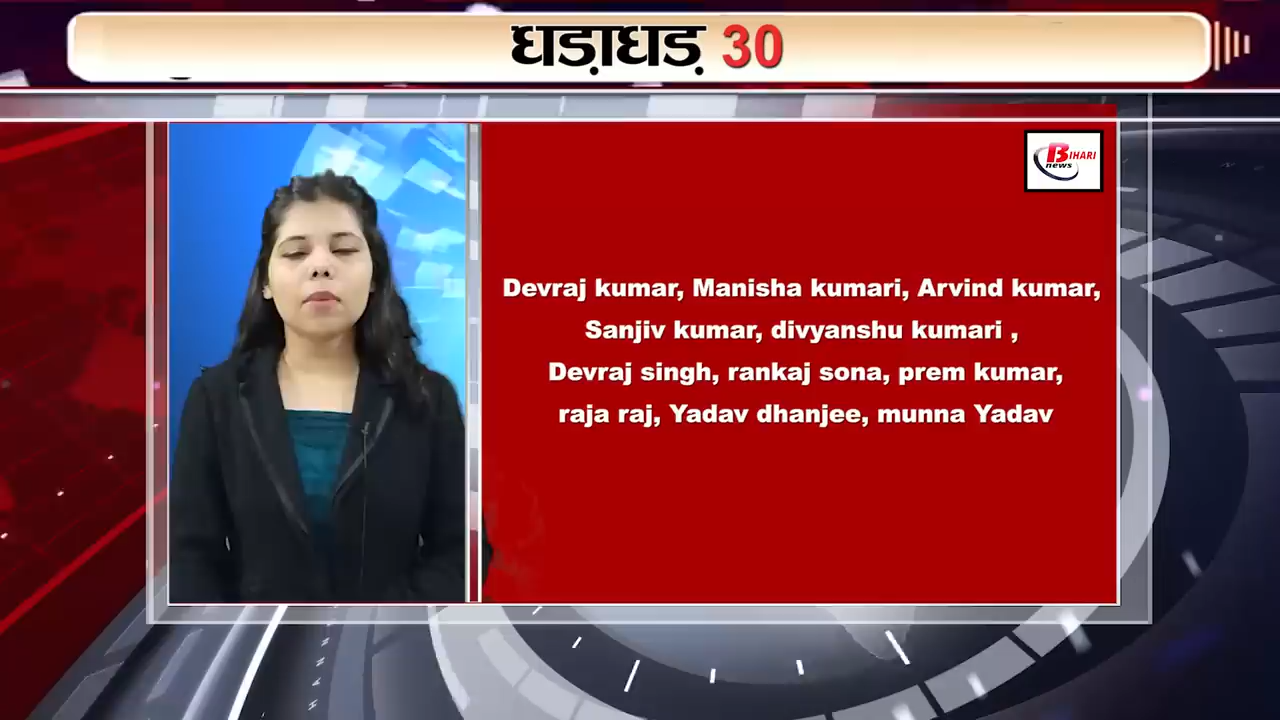 धड़ाधड़ 30
BIHARI
news
Devraj kumar, Manisha kumari, Arvind kumar,
Sanjiv kumar, divyanshu kumari ,
Devraj singh, rankaj sona, prem kumar,
raja raj, Yadav dhanjee, munna Yadav